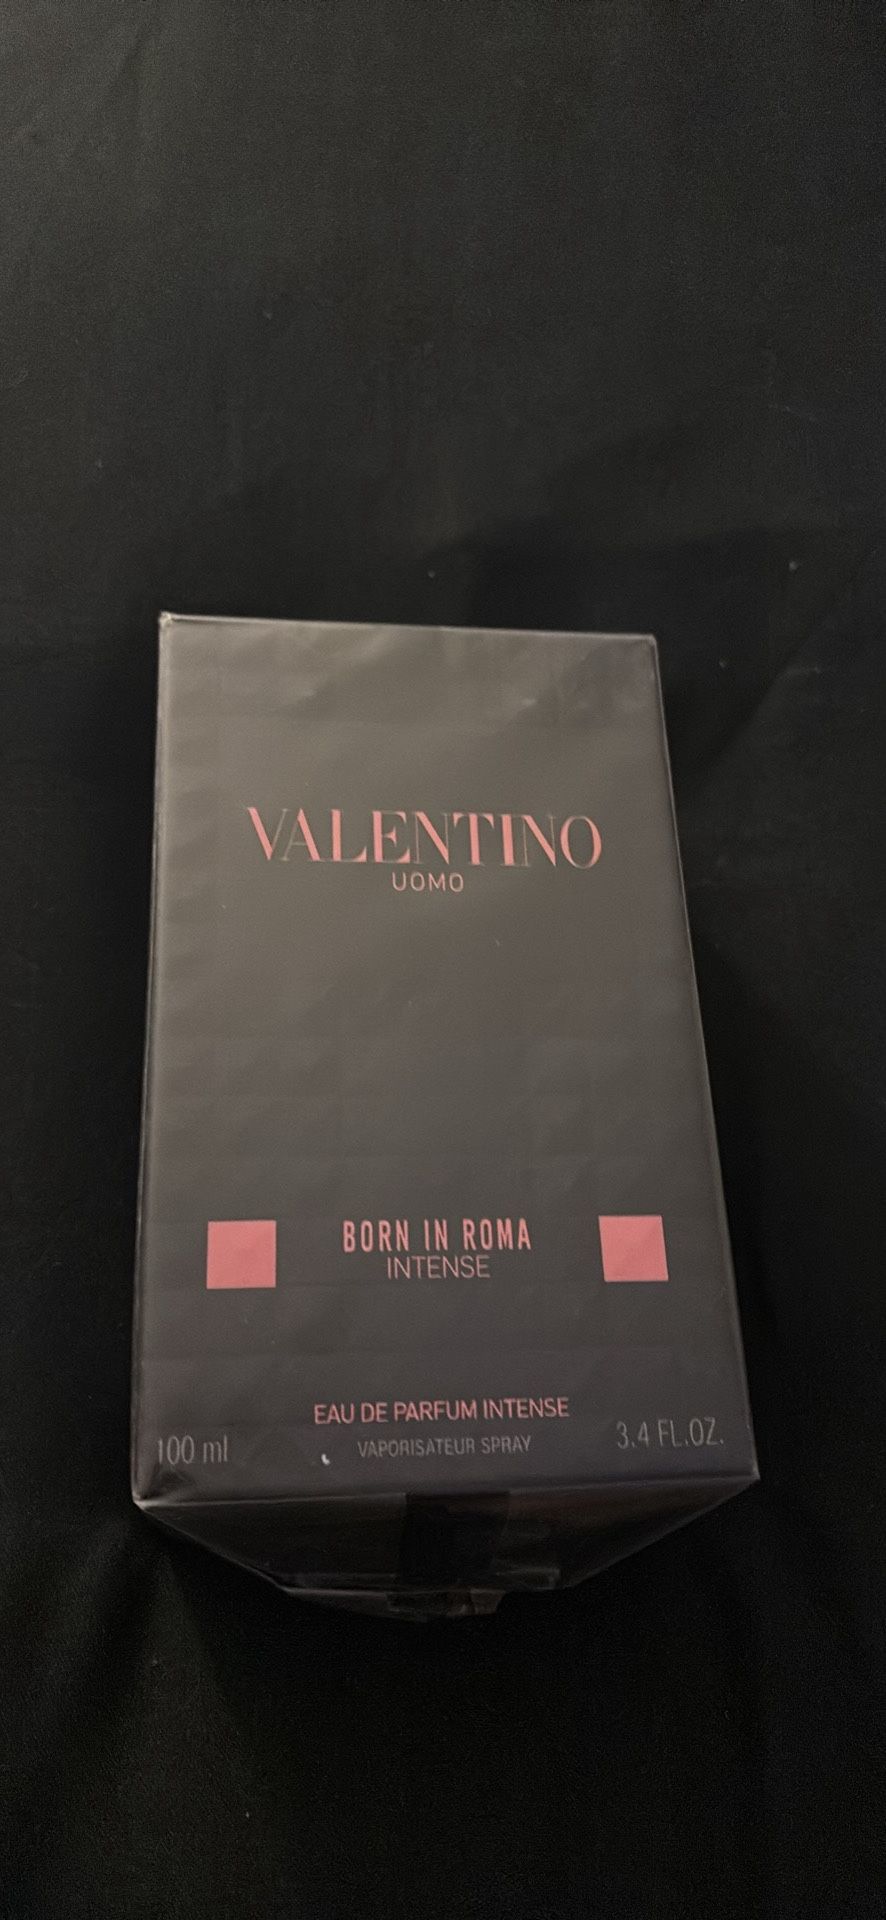 VALENTINO
UOMO
BORN IN ROMA
INTENSE
EAU DE PARFUM INTENSE
100 ml VAPORISATEUR SPRAY 3.4 FL.OZ.